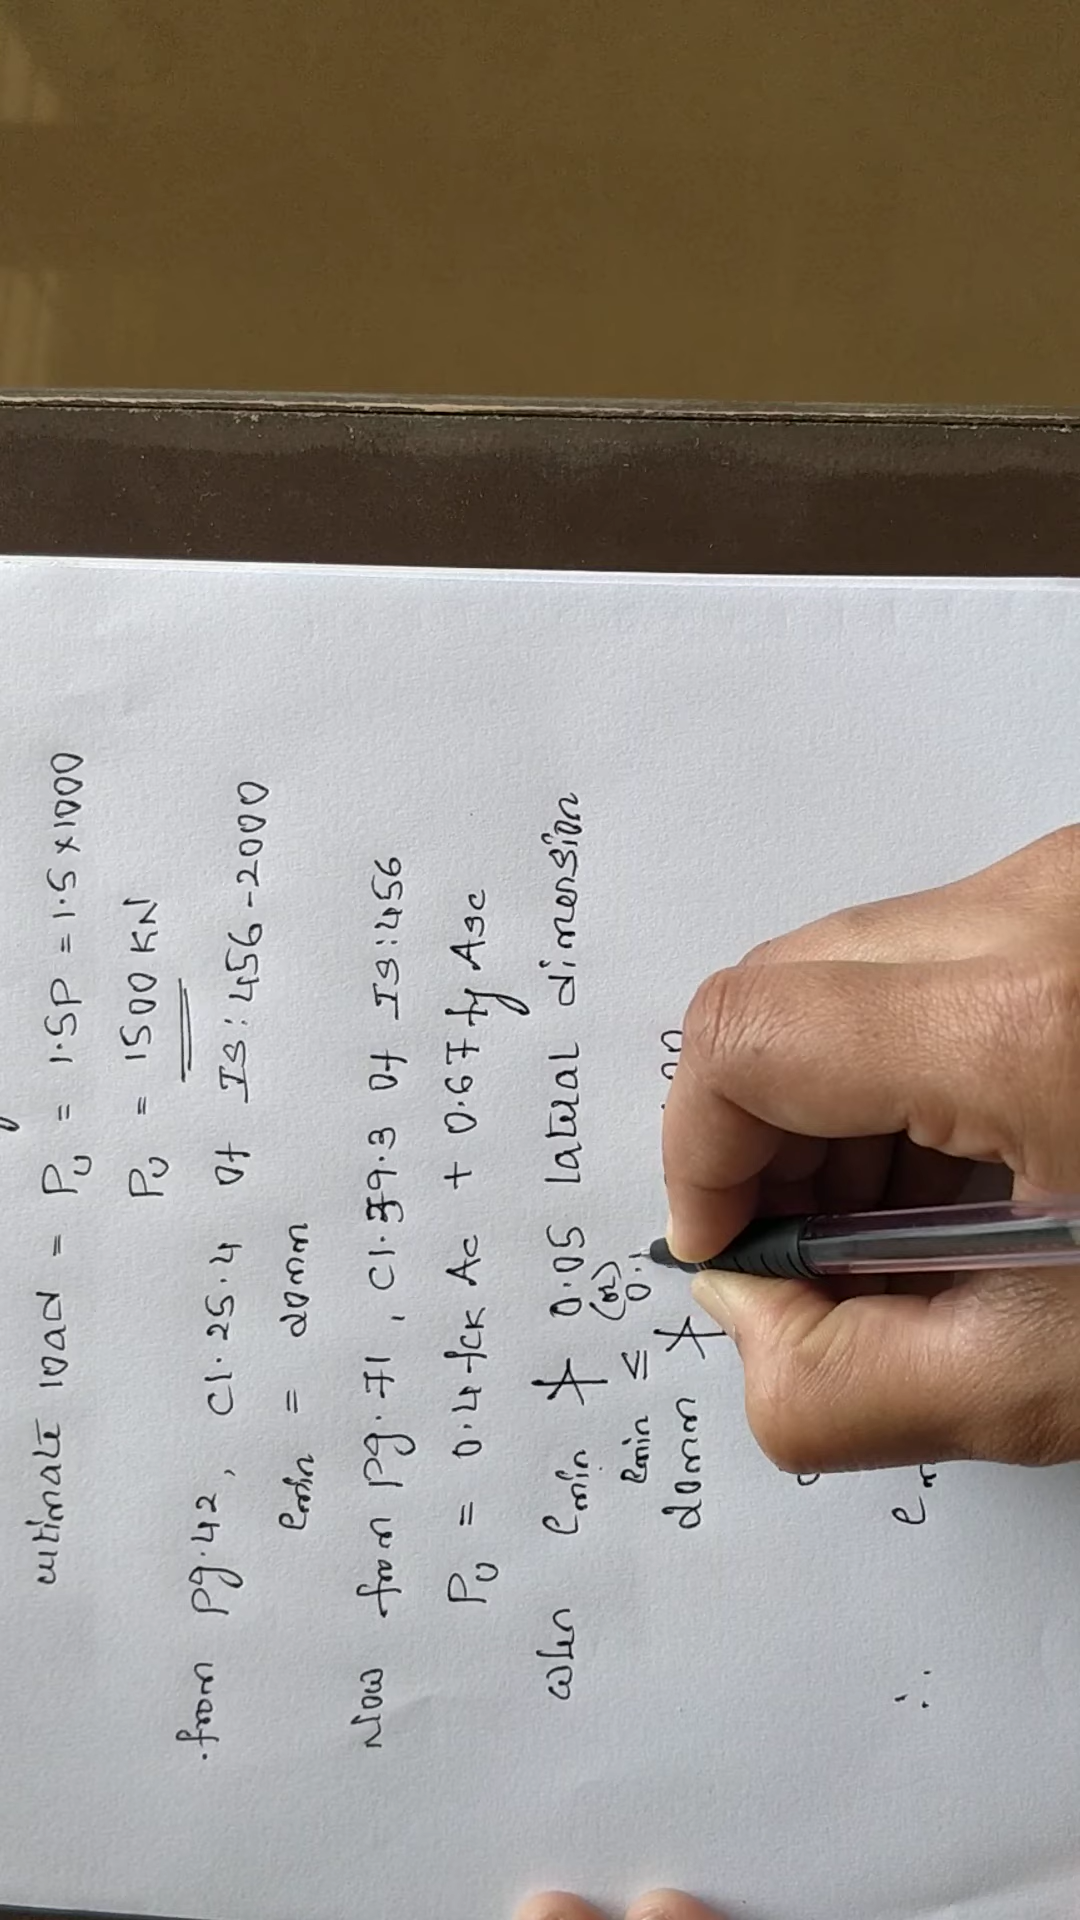 ultimate load = Pu = 1.5P = 1.5 x 1000
Pu = 1500 KN
from pg.42, Cl.25.4 of IS:456-2000
emin = 20mm
Now from pg.71, Cl.39.3 of IS:456
Pu = 0.4 fck Ac + 0.67 fy Asc
when emin ≯ 0.05 lateral dimension
(or)
emin ≤ 0.
20mm ≯
∴ e